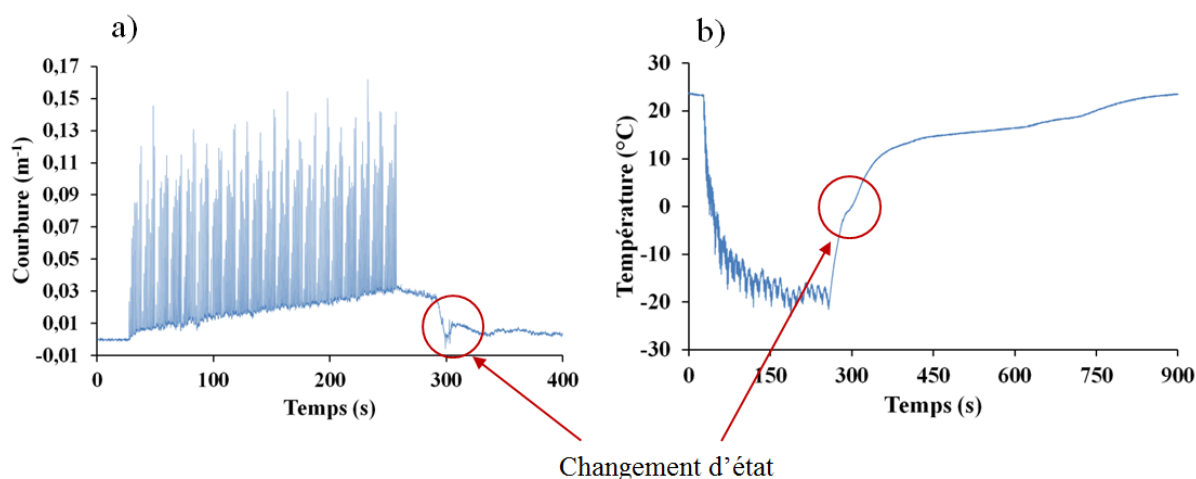 a)
Courbure (m⁻¹)
0,17
0,15
0,13
0,11
0,09
0,07
0,05
0,03
0,01
-0,01
0 100 200 300 400
Temps (s)
b)
Température (°C)
30
20
10
0
-10
-20
-30
0 150 300 450 600 750 900
Temps (s)
Changement d’état